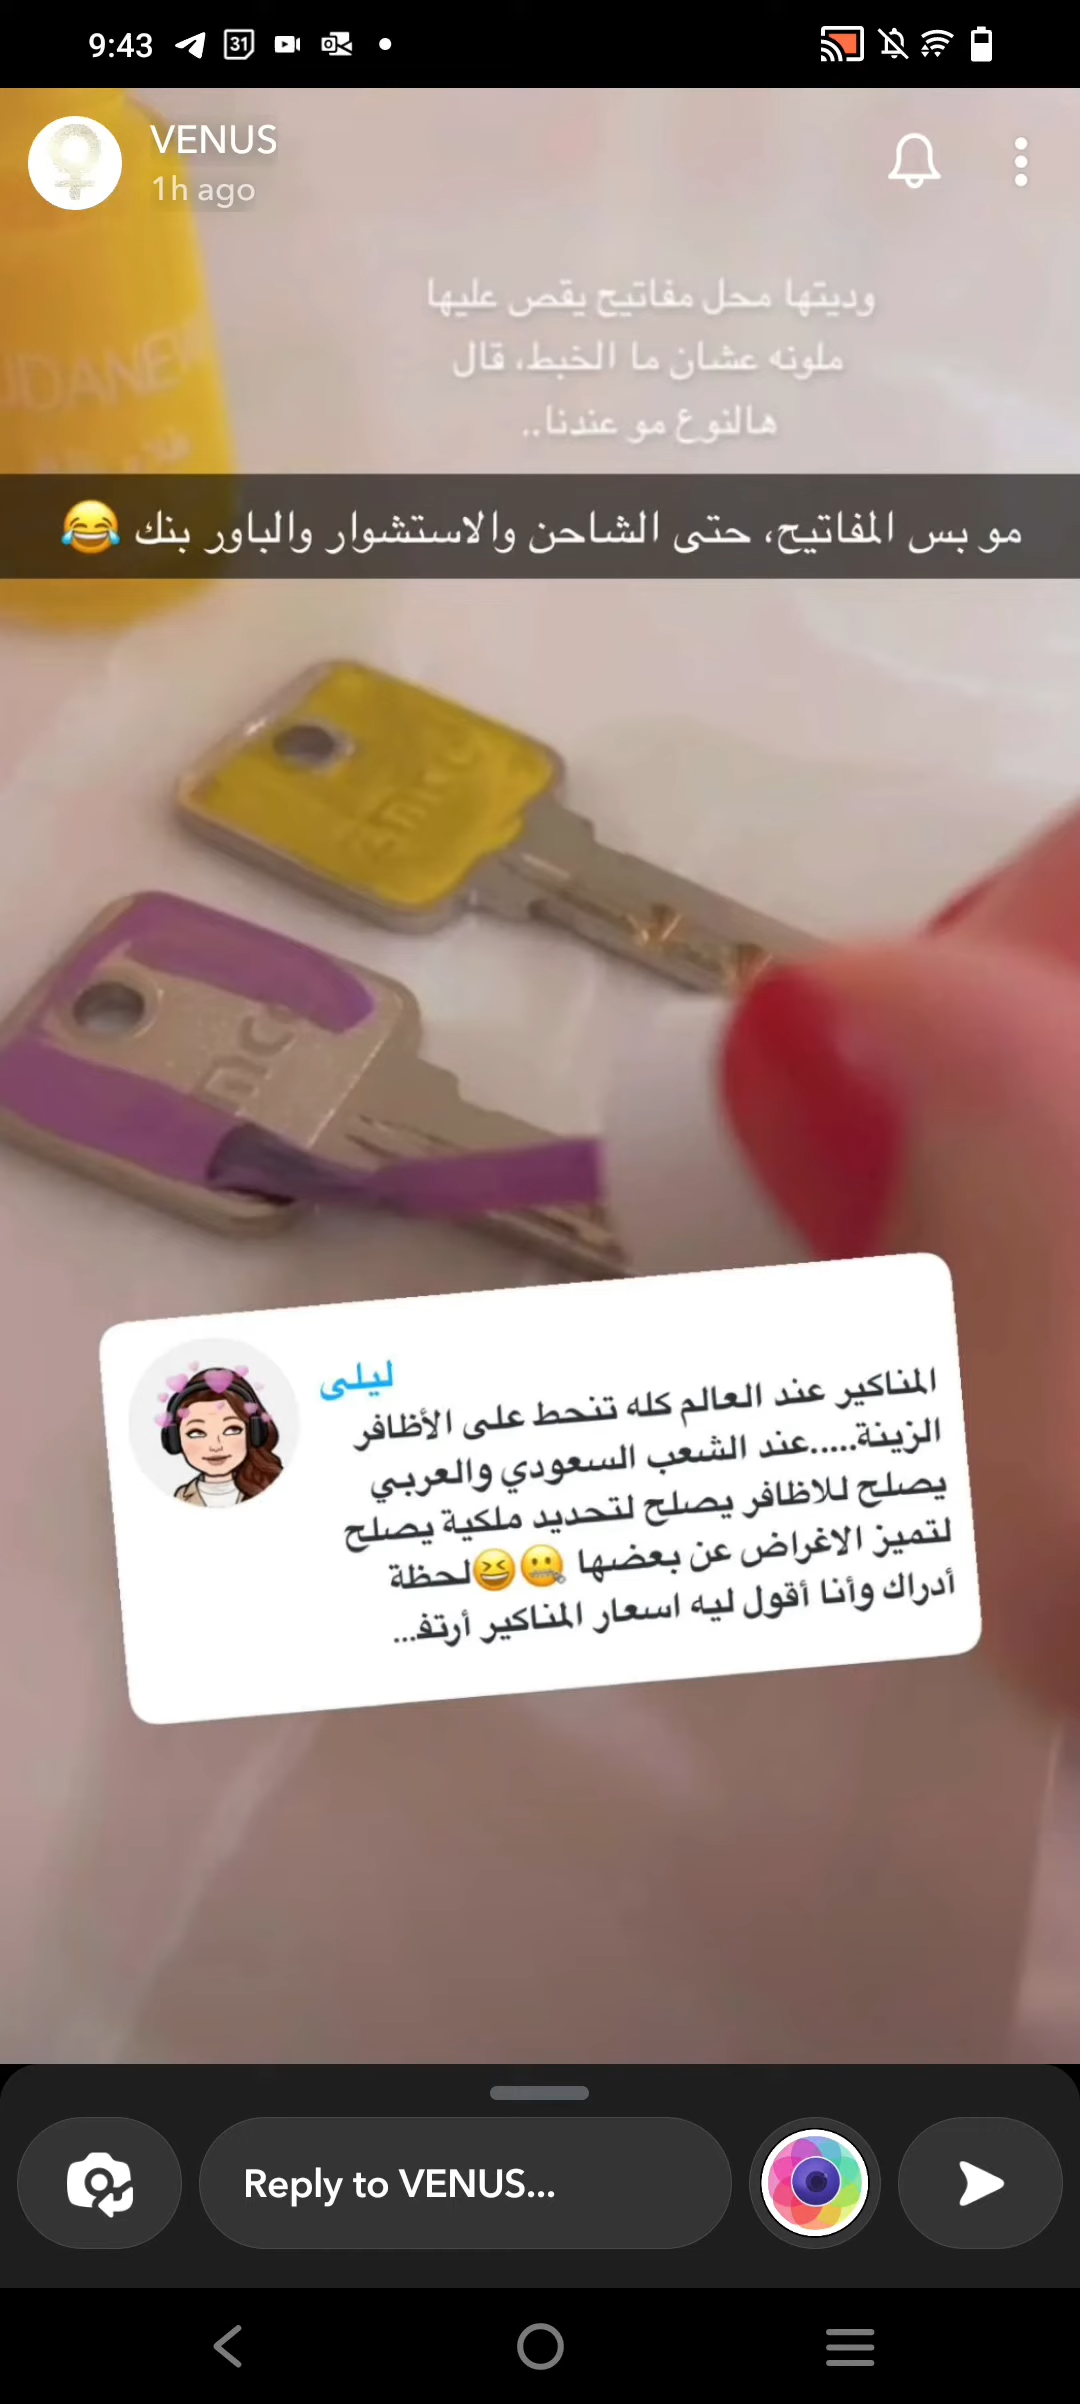 9:43
31
VENUS
1h ago
وديتها محل مفاتيح يقص عليها
ملونه عشان ما الخبط، قال
هالنوع مو عندنا..
مو بس المفاتيح، حتى الشاحن والاستشوار والباور بنك 😂
ليلى
المناكير عند العالم كله تنحط على الأظافر
الزينة.....عند الشعب السعودي والعربي
يصلح للاظافر يصلح لتحديد ملكية يصلح
لتميز الاغراض عن بعضها 🤐😆لحظة
أدراك وأنا أقول ليه اسعار المناكير أرتفـ...
Reply to VENUS...